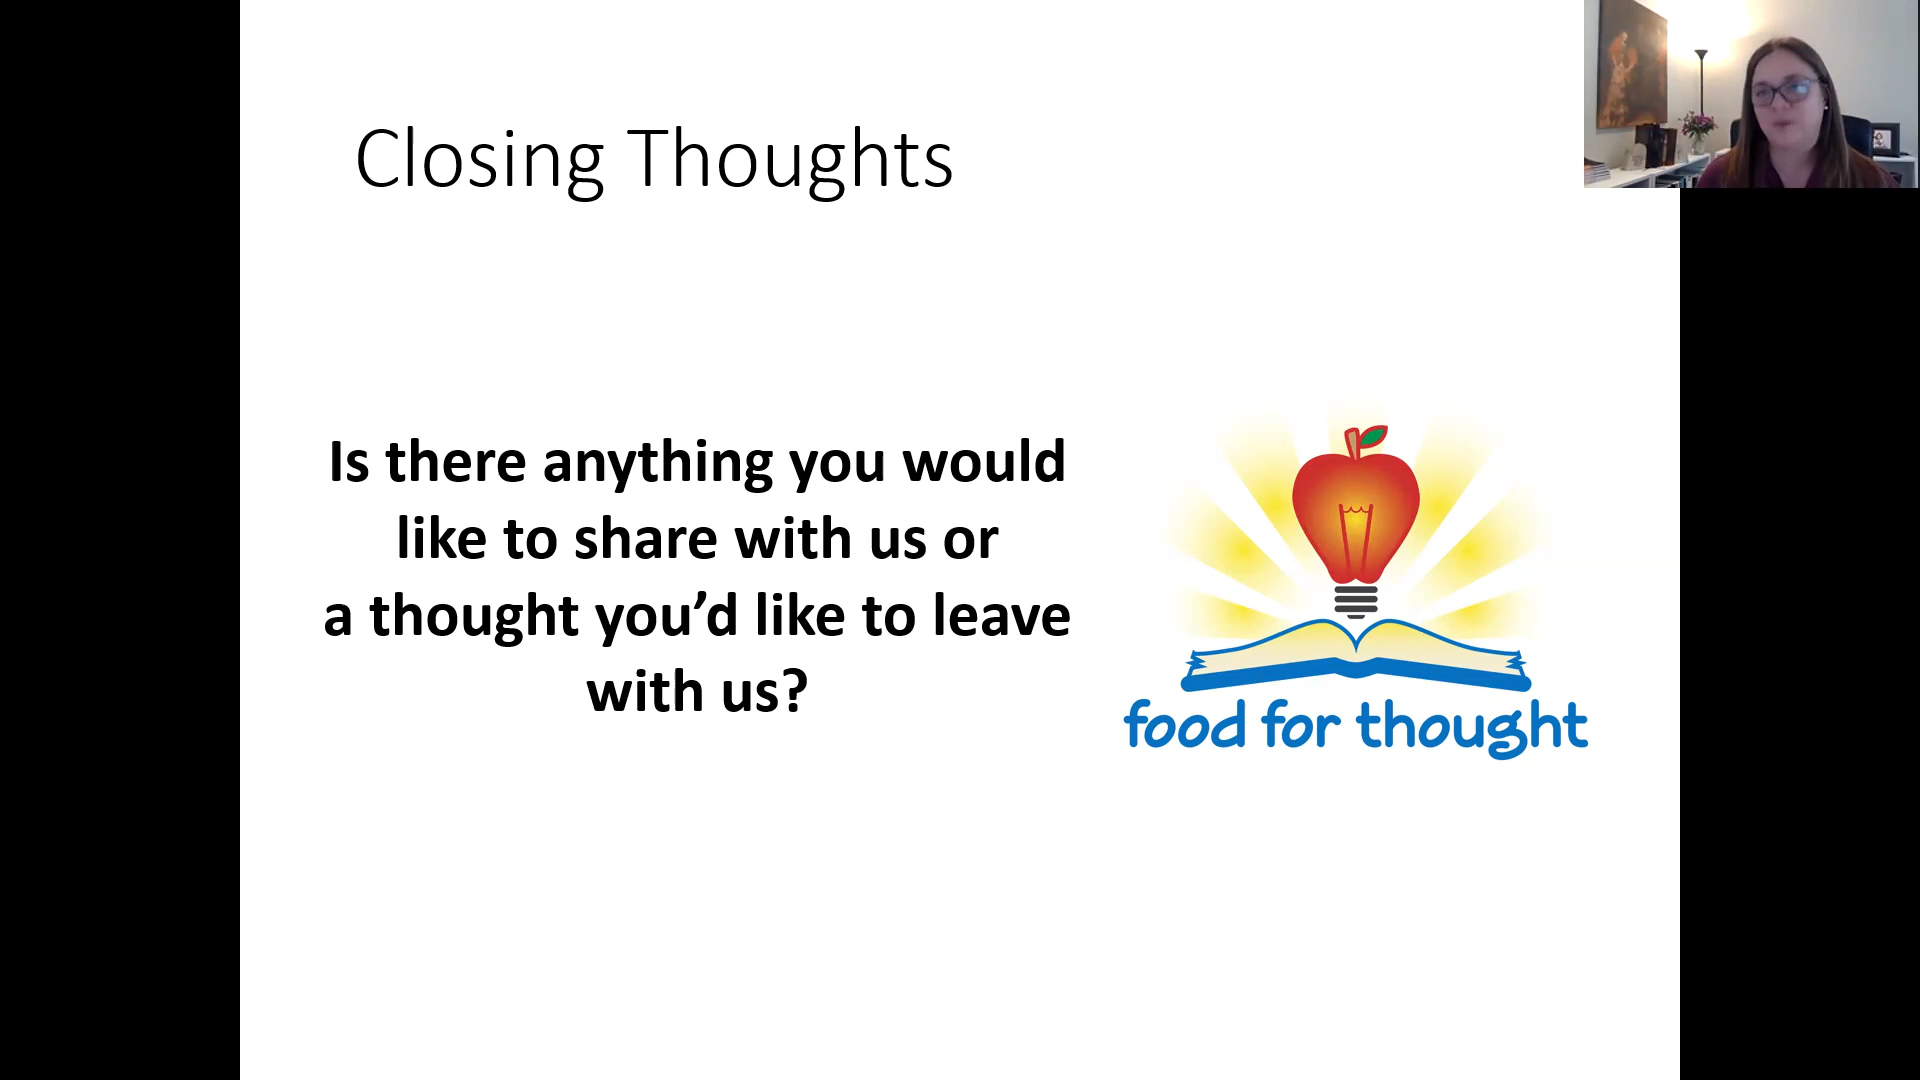 Closing Thoughts
Is there anything you would
like to share with us or
a thought you’d like to leave
with us?
food for thought